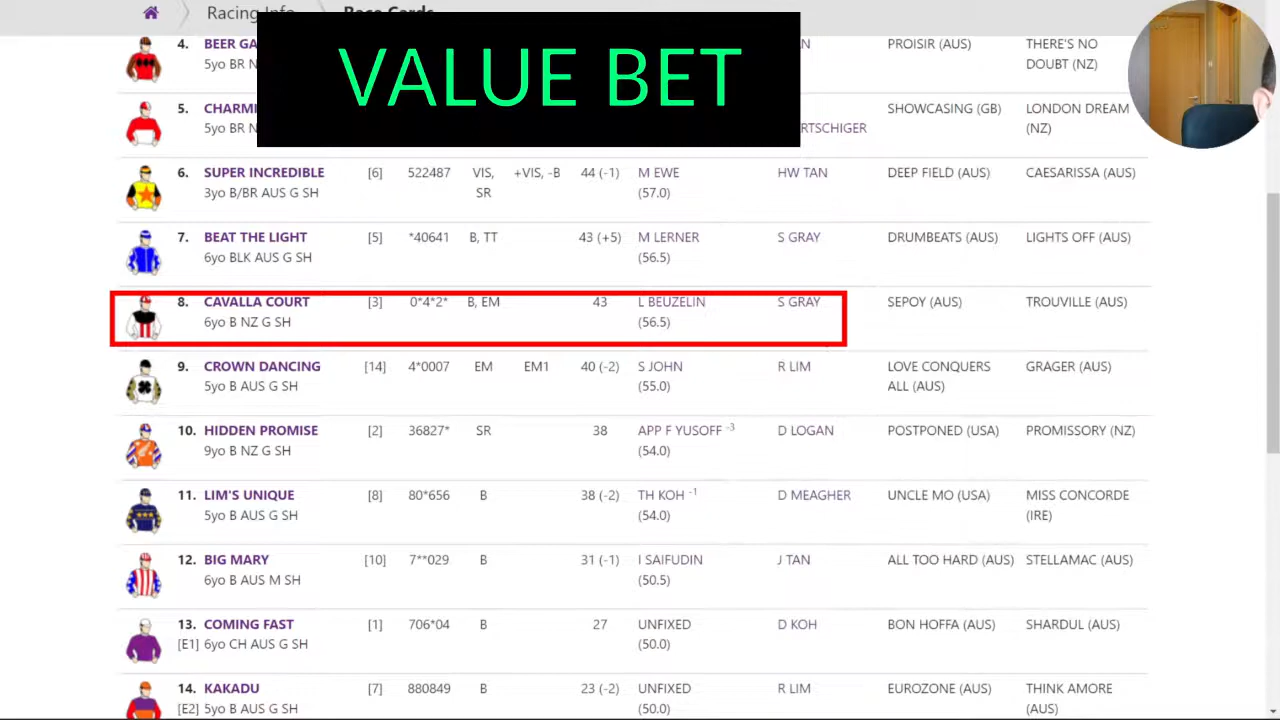 Racing Info Race Cards
VALUE BET
4. BEER GA PROISIR (AUS) THERE'S NO
5yo BR N DOUBT (NZ)
5. CHARMI SHOWCASING (GB) LONDON DREAM
5yo BR N RTSCHIGER (NZ)
6. SUPER INCREDIBLE [6] 522487 VIS, +VIS, -B 44 (-1) M EWE HW TAN DEEP FIELD (AUS) CAESARISSA (AUS)
3yo B/BR AUS G SH SR (57.0)
7. BEAT THE LIGHT [5] *40641 B, TT 43 (+5) M LERNER S GRAY DRUMBEATS (AUS) LIGHTS OFF (AUS)
6yo BLK AUS G SH (56.5)
8. CAVALLA COURT [3] 0*4*2* B, EM 43 L BEUZELIN S GRAY SEPOY (AUS) TROUVILLE (AUS)
6yo B NZ G SH (56.5)
9. CROWN DANCING [14] 4*0007 EM EM1 40 (-2) S JOHN R LIM LOVE CONQUERS GRAGER (AUS)
5yo B AUS G SH (55.0) ALL (AUS)
10. HIDDEN PROMISE [2] 36827* SR 38 APP F YUSOFF -3 D LOGAN POSTPONED (USA) PROMISSORY (NZ)
9yo B NZ G SH (54.0)
11. LIM'S UNIQUE [8] 80*656 B 38 (-2) TH KOH -1 D MEAGHER UNCLE MO (USA) MISS CONCORDE
5yo B AUS G SH (54.0) (IRE)
12. BIG MARY [10] 7**029 B 31 (-1) I SAIFUDIN J TAN ALL TOO HARD (AUS) STELLAMAC (AUS)
6yo B AUS M SH (50.5)
13. COMING FAST [1] 706*04 B 27 UNFIXED D KOH BON HOFFA (AUS) SHARDUL (AUS)
[E1] 6yo CH AUS G SH (50.0)
14. KAKADU [7] 880849 B 23 (-2) UNFIXED R LIM EUROZONE (AUS) THINK AMORE
[E2] 5yo B AUS G SH (50.0) (AUS)